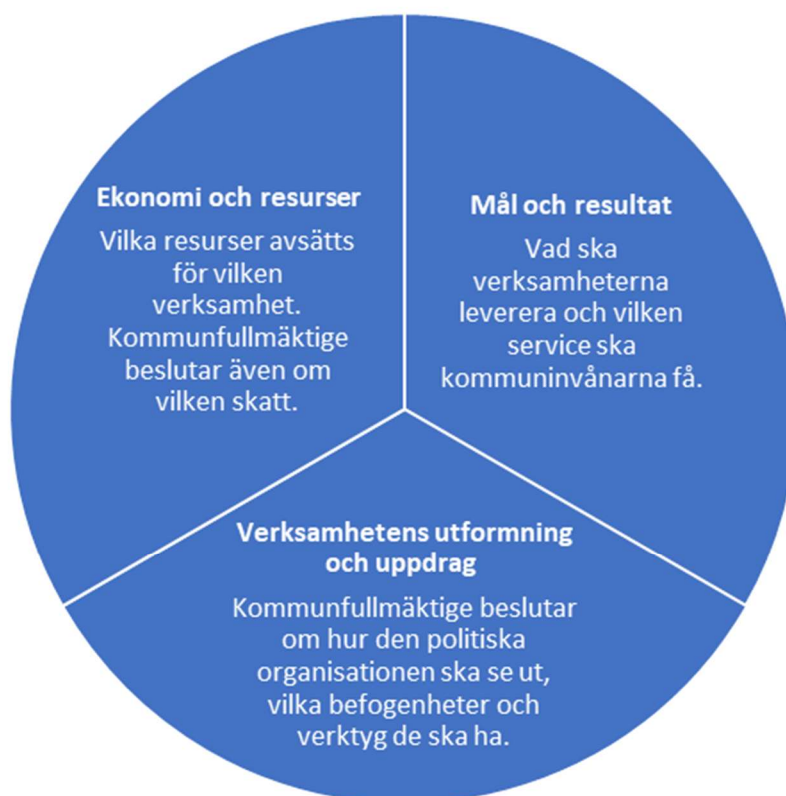 Ekonomi och resurser
Vilka resurser avsätts
för vilken
verksamhet.
Kommunfullmäktige
beslutar även om
vilken skatt.
Mål och resultat
Vad ska
verksamheterna
leverera och vilken
service ska
kommuninvånarna få.
Verksamhetens utformning
och uppdrag
Kommunfullmäktige beslutar
om hur den politiska
organisationen ska se ut,
vilka befogenheter och
verktyg de ska ha.